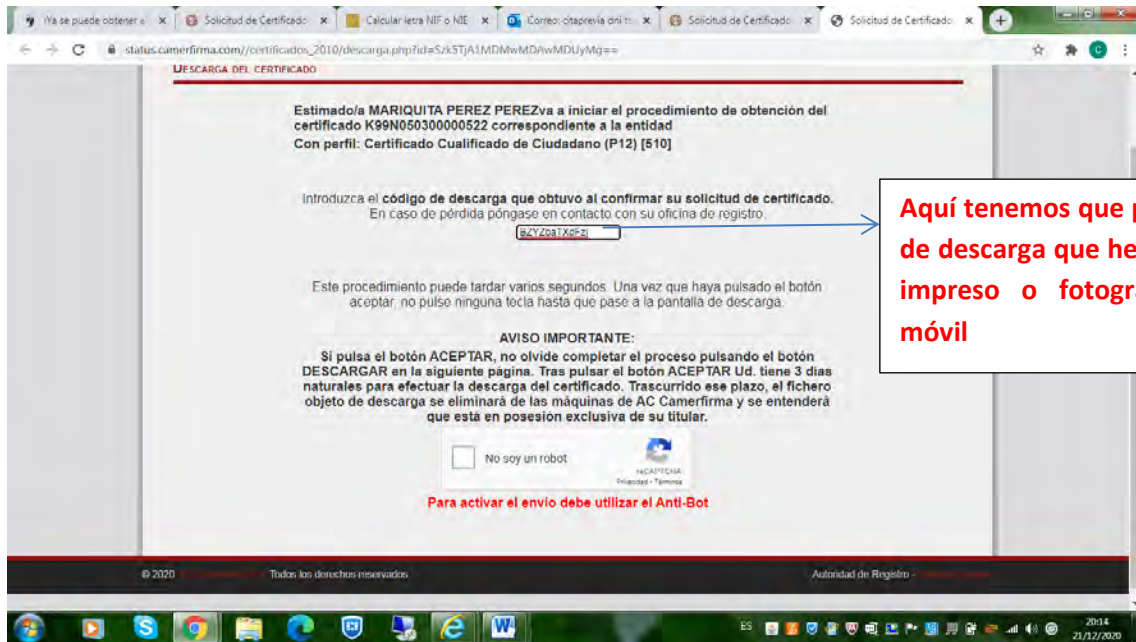 Ya se puede obtener e
Solicitud de Certificado
Calcular letra NIF o NIE
Correo: citaprevia dni t
Solicitud de Certificado
Solicitud de Certificado
status.camerfirma.com//certificados_2010/descarga.php?id=Szk5TjA1MDMwMDAwMDUyMg==
DESCARGA DEL CERTIFICADO
Estimado/a MARIQUITA PEREZ PEREZva a iniciar el procedimiento de obtención del
certificado K99N050300000522 correspondiente a la entidad
Con perfil: Certificado Cualificado de Ciudadano (P12) [510]
Introduzca el código de descarga que obtuvo al confirmar su solicitud de certificado.
En caso de pérdida póngase en contacto con su oficina de registro.
BZYZbaTXdFzj
Aquí tenemos que p
de descarga que he
impreso o fotogra
móvil
Este procedimiento puede tardar varios segundos. Una vez que haya pulsado el botón
aceptar, no pulse ninguna tecla hasta que pase a la pantalla de descarga.
AVISO IMPORTANTE:
Si pulsa el botón ACEPTAR, no olvide completar el proceso pulsando el botón
DESCARGAR en la siguiente página. Tras pulsar el botón ACEPTAR Ud. tiene 3 días
naturales para efectuar la descarga del certificado. Trascurrido ese plazo, el fichero
objeto de descarga se eliminará de las máquinas de AC Camerfirma y se entenderá
que está en posesión exclusiva de su titular.
No soy un robot
reCAPTCHA
Privacidad - Términos
Para activar el envio debe utilizar el Anti-Bot
© 2020 Todos los derechos reservados
Autoridad de Registro -
ES
20:14
21/12/2020